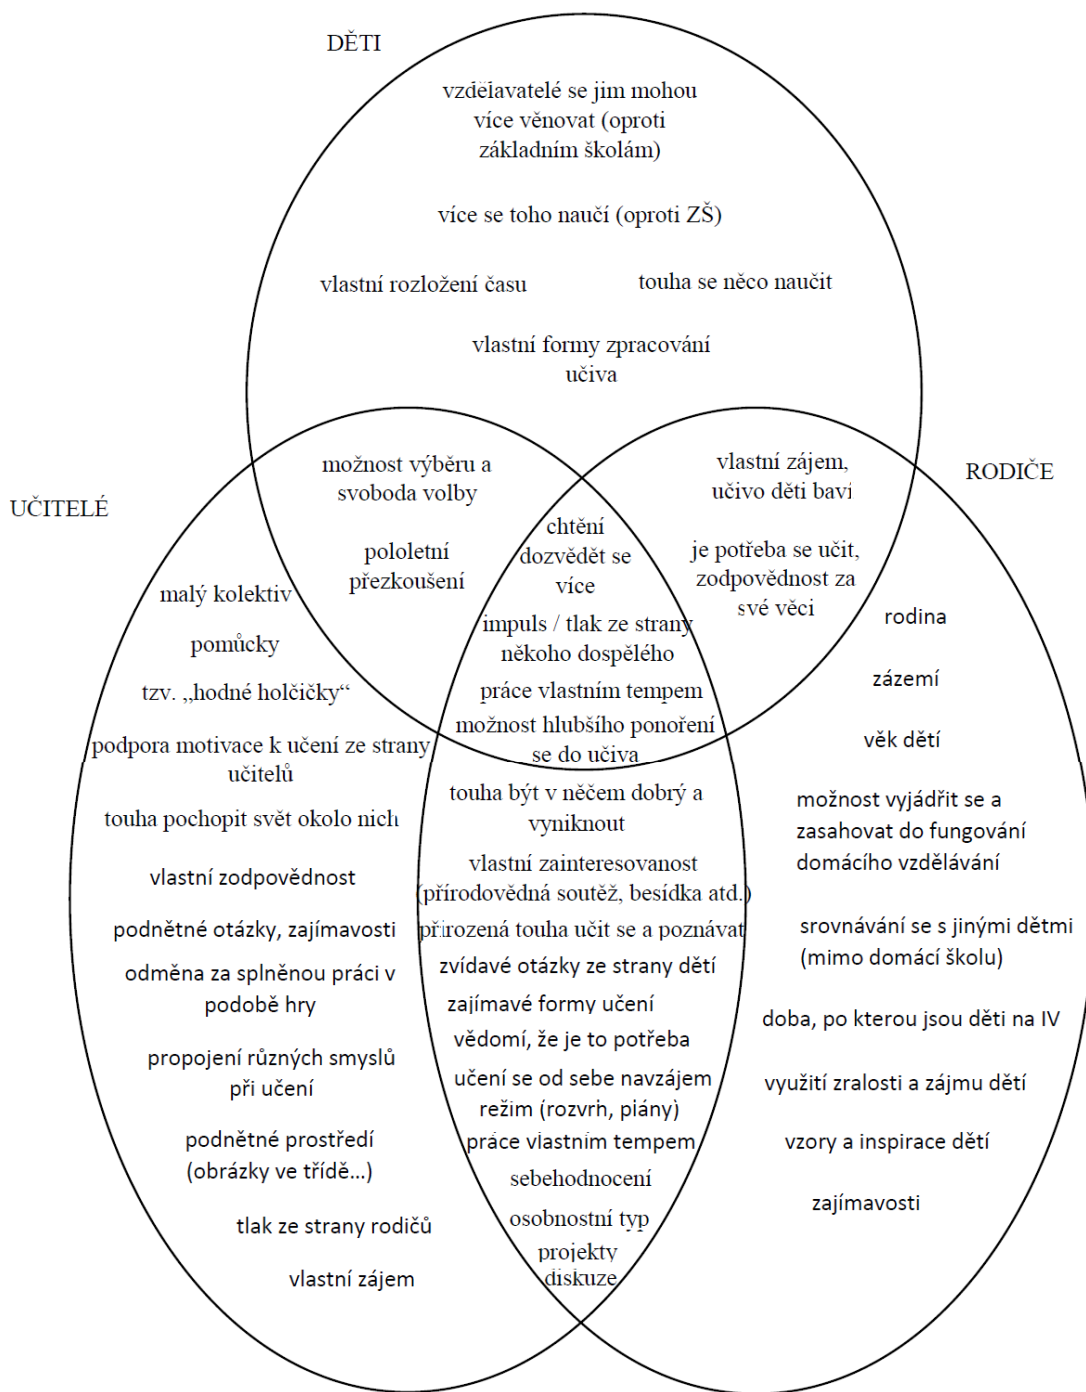 DĚTI
vzdělavatelé se jim mohou
více věnovat (oproti
základním školám)
více se toho naučí (oproti ZŠ)
vlastní rozložení času
touha se něco naučit
vlastní formy zpracování
učiva
UČITELÉ
možnost výběru a
svoboda volby
pololetní
přezkoušení
vlastní zájem,
učivo děti baví
je potřeba se učit,
zodpovědnost za
své věci
RODIČE
chtění
dozvědět se
více
impuls / tlak ze strany
někoho dospělého
práce vlastním tempem
možnost hlubšího ponoření
se do učiva
malý kolektiv
pomůcky
tzv. „hodné holčičky“
podpora motivace k učení ze strany
učitelů
touha pochopit svět okolo nich
vlastní zodpovědnost
podnětné otázky, zajímavosti
odměna za splněnou práci v
podobě hry
propojení různých smyslů
při učení
podnětné prostředí
(obrázky ve třídě...)
tlak ze strany rodičů
vlastní zájem
touha být v něčem dobrý a
vyniknout
vlastní zainteresovanost
(přírodovědná soutěž, besídka atd.)
přirozená touha učit se a poznávat
zvídavé otázky ze strany dětí
zajímavé formy učení
vědomí, že je to potřeba
učení se od sebe navzájem
režim (rozvrh, plány)
práce vlastním tempem
sebehodnocení
osobnostní typ
projekty
diskuze
rodina
zázemí
věk dětí
možnost vyjádřit se a
zasahovat do fungování
domácího vzdělávání
srovnávání se s jinými dětmi
(mimo domácí školu)
doba, po kterou jsou děti na IV
využití zralosti a zájmu dětí
vzory a inspirace dětí
zajímavosti